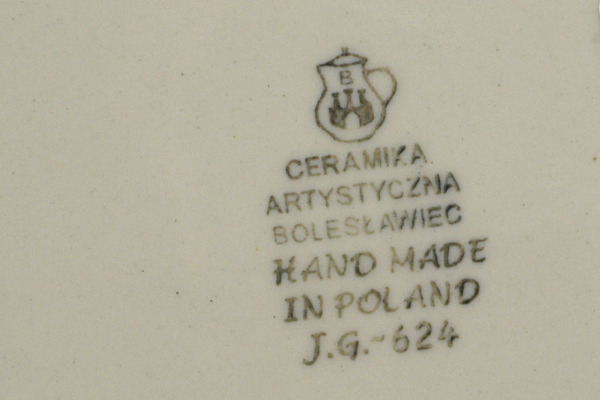 B
CERAMIKA
ARTYSTYCZNA
BOLESŁAWIEC
HAND MADE
IN POLAND
J.G.-624